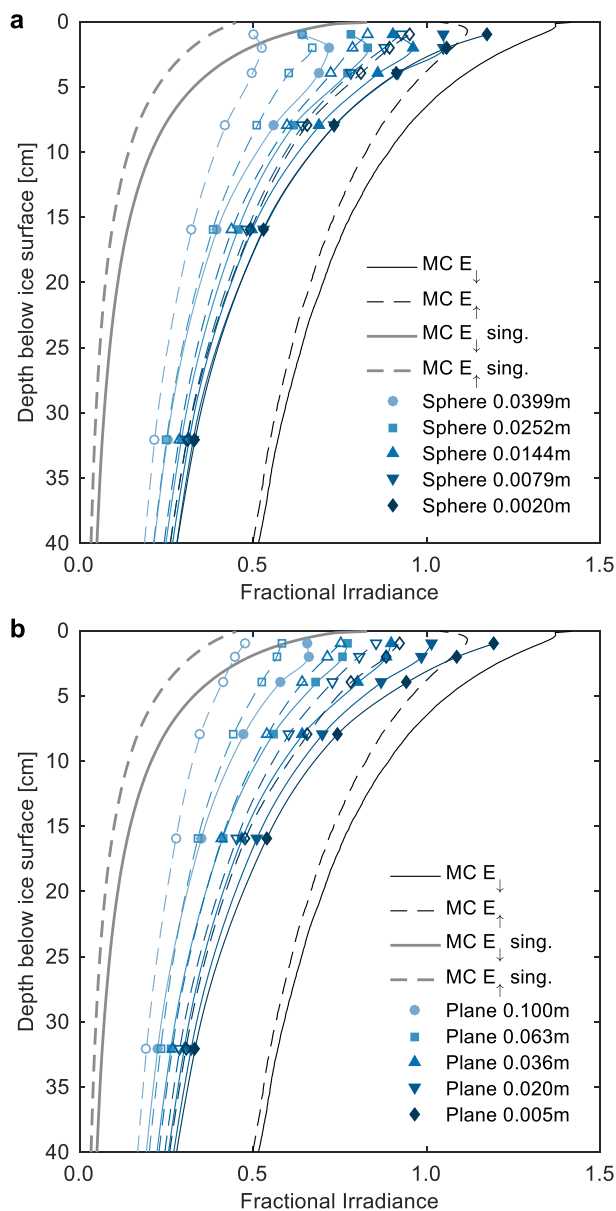 a
0
5
10
15
20
25
30
35
40
Depth below ice surface [cm]
MC E↓
MC E↑
MC E↓ sing.
MC E↑ sing.
Sphere 0.0399m
Sphere 0.0252m
Sphere 0.0144m
Sphere 0.0079m
Sphere 0.0020m
0.0 0.5 1.0 1.5
Fractional Irradiance
b
0
5
10
15
20
25
30
35
40
Depth below ice surface [cm]
MC E↓
MC E↑
MC E↓ sing.
MC E↑ sing.
Plane 0.100m
Plane 0.063m
Plane 0.036m
Plane 0.020m
Plane 0.005m
0.0 0.5 1.0 1.5
Fractional Irradiance